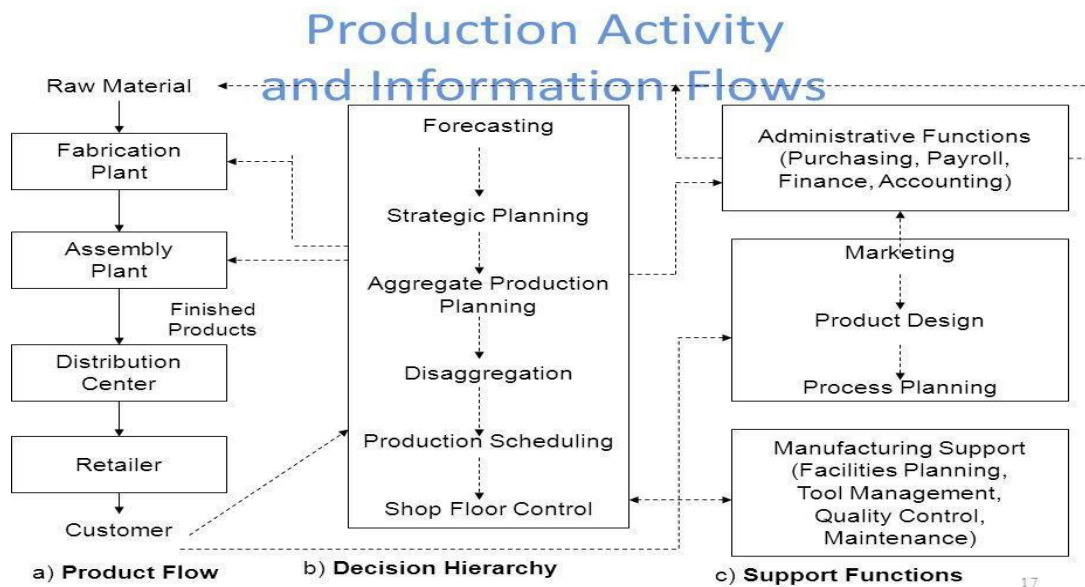 Production Activity
and Information Flows
Raw Material
Fabrication
Plant
Assembly
Plant
Finished
Products
Distribution
Center
Retailer
Customer
a) Product Flow
Forecasting
Strategic Planning
Aggregate Production
Planning
Disaggregation
Production Scheduling
Shop Floor Control
b) Decision Hierarchy
Administrative Functions
(Purchasing, Payroll,
Finance, Accounting)
Marketing
Product Design
Process Planning
Manufacturing Support
(Facilities Planning,
Tool Management,
Quality Control,
Maintenance)
c) Support Functions
17